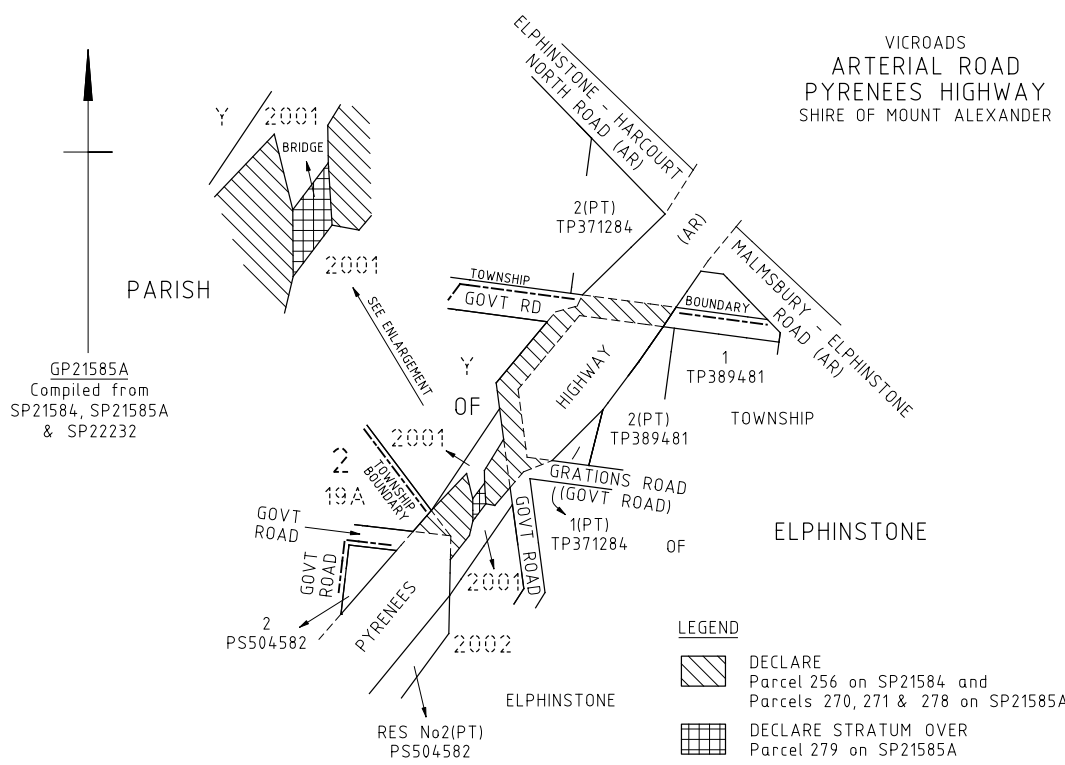 VICROADS
ARTERIAL ROAD
PYRENEES HIGHWAY
SHIRE OF MOUNT ALEXANDER
ELPHINSTONE - HARCOURT
NORTH ROAD (AR)
Y 2001
BRIDGE
2001
PARISH
SEE ENLARGEMENT
2(PT)
TP371284
(AR)
MALMSBURY - ELPHINSTONE
ROAD (AR)
TOWNSHIP
GOVT RD
BOUNDARY
1
TP389481
GP21585A
Compiled from
SP21584, SP21585A
& SP22232
Y
OF
HIGHWAY
2(PT)
TP389481
TOWNSHIP
2001
2
19A
TOWNSHIP
BOUNDARY
GRATIONS ROAD
(GOVT ROAD)
GOVT
ROAD
GOVT
ROAD
GOVT ROAD
1(PT)
TP371284
OF
ELPHINSTONE
2001
PYRENEES
2
PS504582
2002
ELPHINSTONE
RES No2(PT)
PS504582
LEGEND
DECLARE
Parcel 256 on SP21584 and
Parcels 270, 271 & 278 on SP21585A
DECLARE STRATUM OVER
Parcel 279 on SP21585A